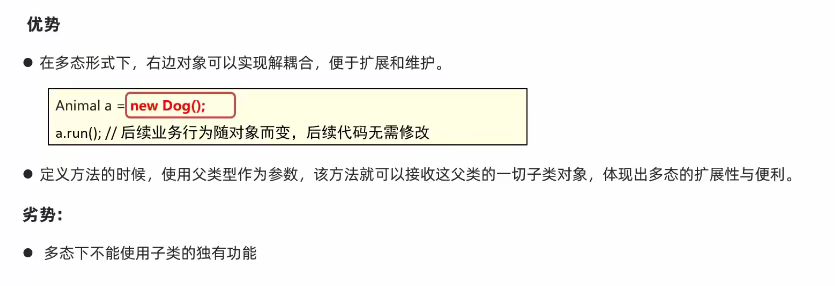 优势
● 在多态形式下，右边对象可以实现解耦合，便于扩展和维护。
Animal a = new Dog();
a.run(); // 后续业务行为随对象而变，后续代码无需修改
● 定义方法的时候，使用父类型作为参数，该方法就可以接收这父类的一切子类对象，体现出多态的扩展性与便利。
劣势：
● 多态下不能使用子类的独有功能